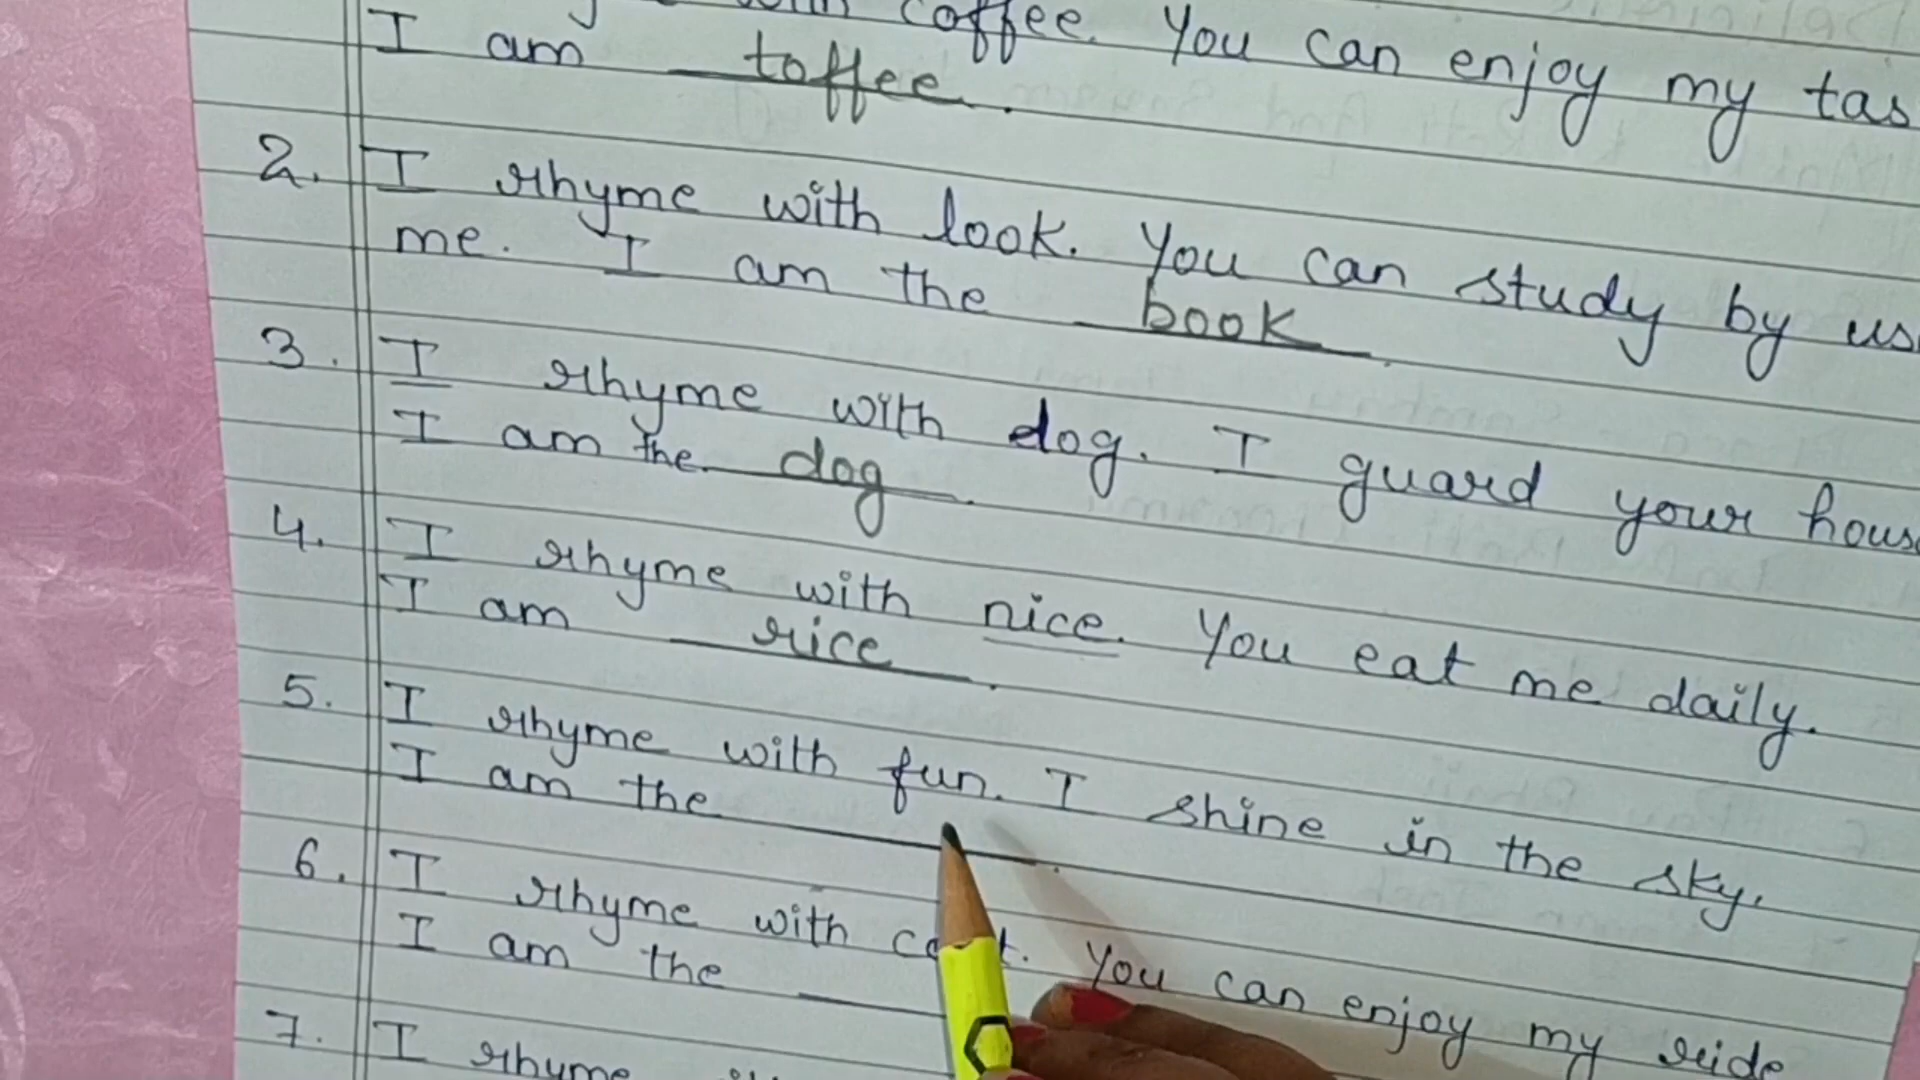 coffee. You can enjoy my tas
I am toffee.
2. I rhyme with look. You can study by us
me. I am the book.
3. I rhyme with dog. I guard your hous
I am the dog.
4. I rhyme with nice. You eat me daily.
I am rice.
5. I rhyme with fun. I shine in the sky.
I am the
6. I rhyme with You can enjoy my ride
I am the
7. I rhyme